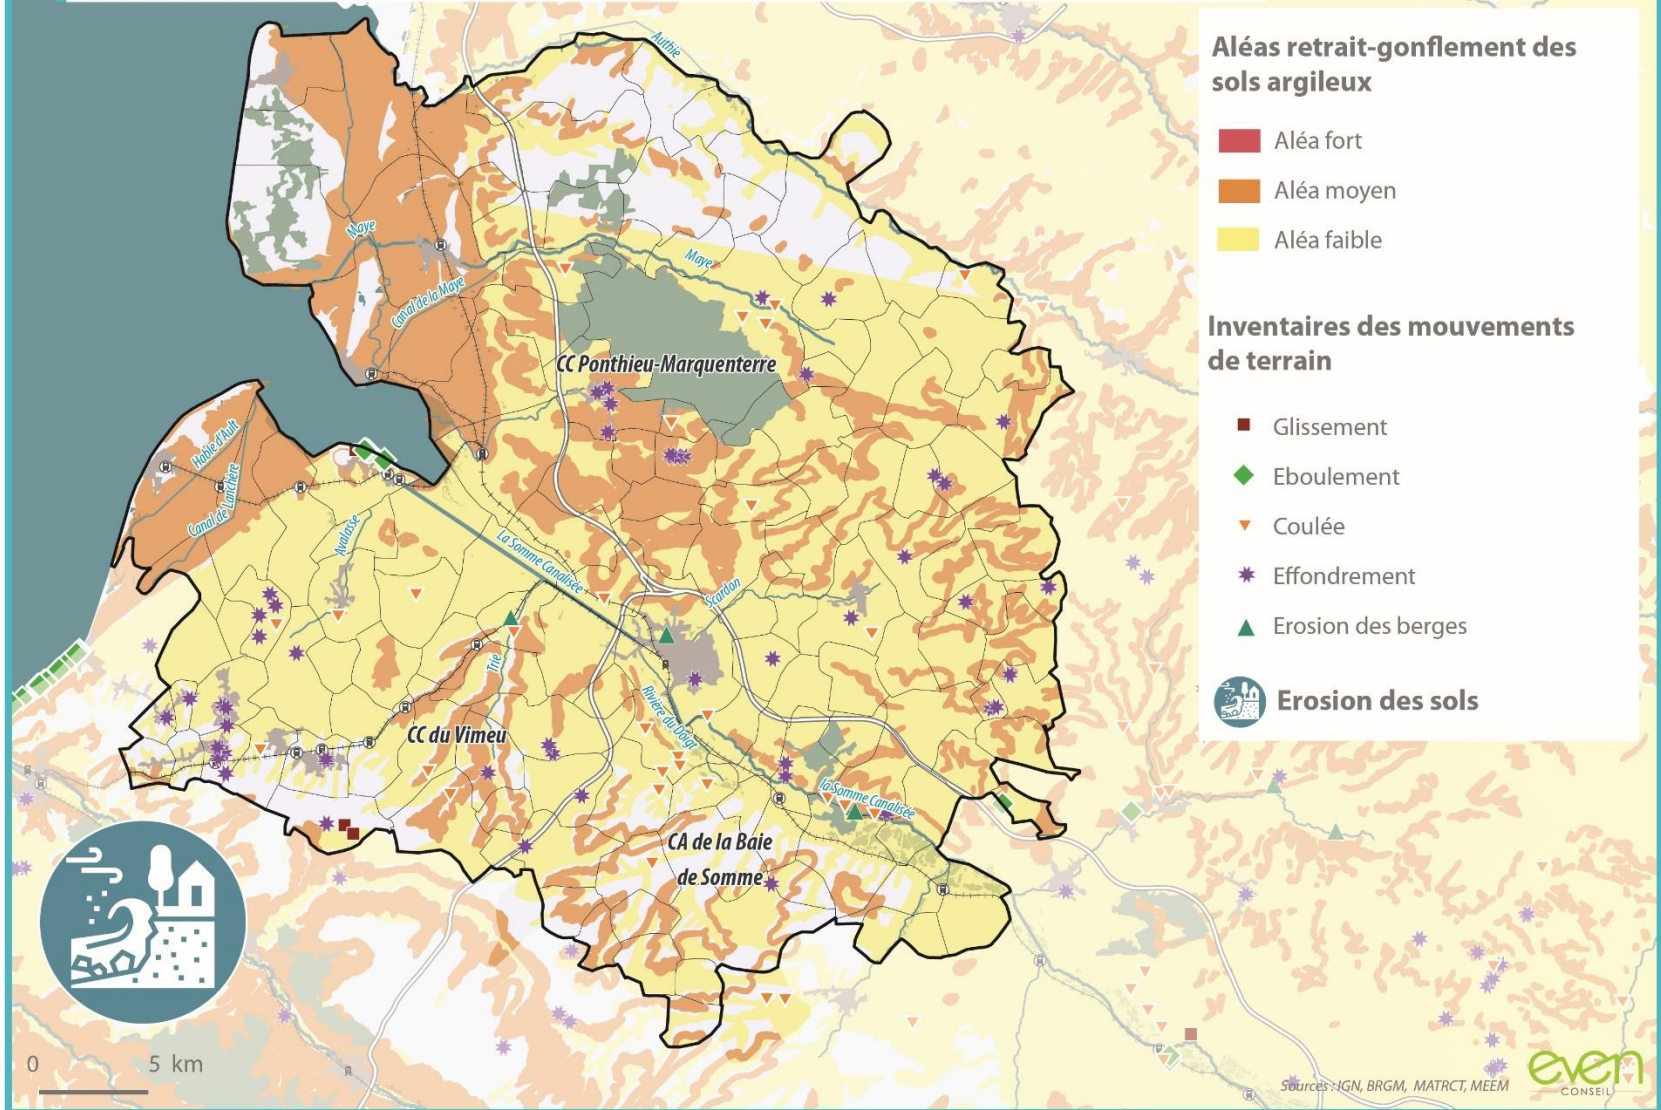 Authie
Maye
Maye
Canal de la Maye
CC Ponthieu-Marquenterre
Hable d'Ault
Canal de Lanchère
Avalasse
La Somme Canalisée
Scardon
Trie
Rivière du Doigt
CC du Vimeu
la Somme Canalisée
CA de la Baie
de Somme
Aléas retrait-gonflement des
sols argileux
Aléa fort
Aléa moyen
Aléa faible
Inventaires des mouvements
de terrain
Glissement
Eboulement
Coulée
Effondrement
Erosion des berges
Erosion des sols
0 5 km
Sources : IGN, BRGM, MATRCT, MEEM
even
CONSEIL